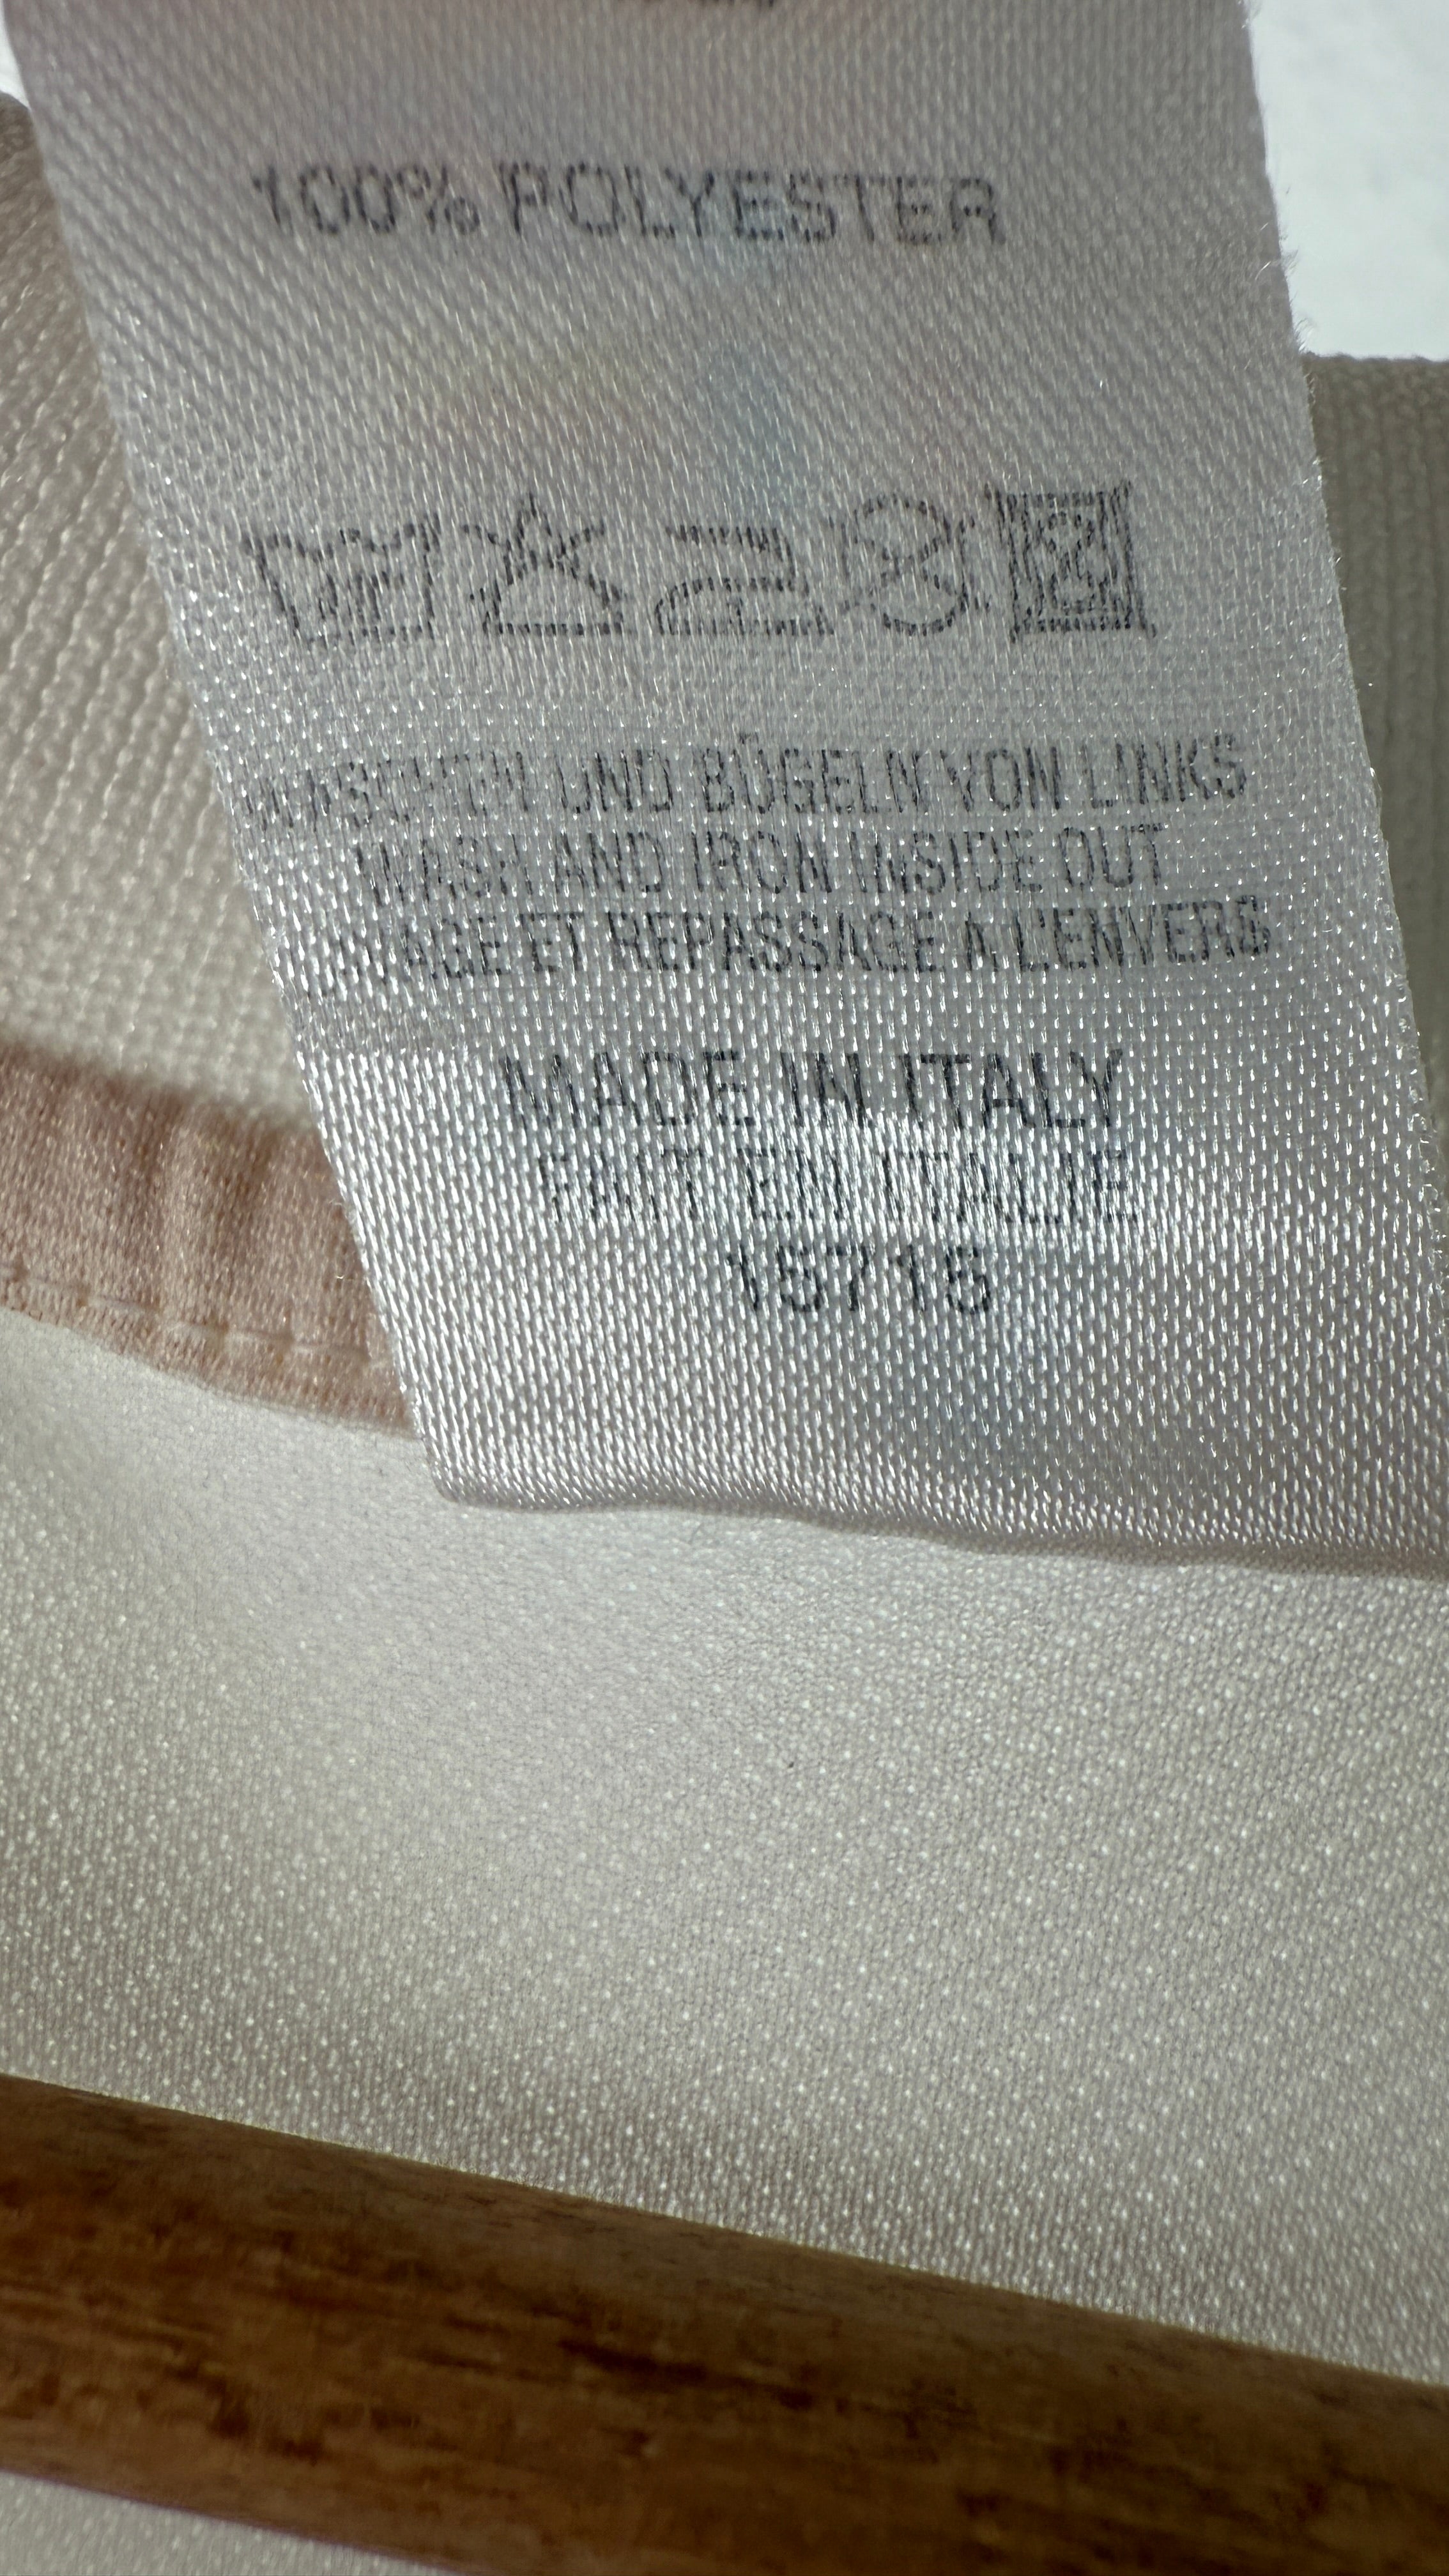 100% POLYESTER
WASCHEN UND BÜGELN VON LINKS
WASH AND IRON INSIDE OUT
LAVAGE ET REPASSAGE A L'ENVERS
MADE IN ITALY
FAIT EN ITALIE
15715